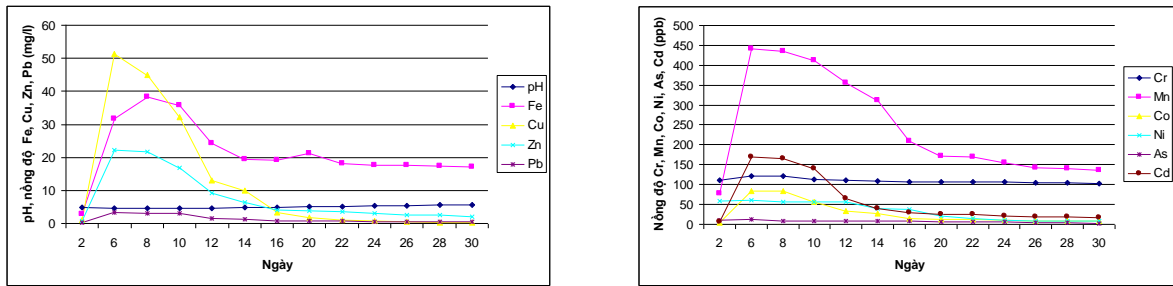 pH, nồng độ Fe, Cu, Zn, Pb (mg/l)
60
50
40
30
20
10
0
2 6 8 10 12 14 16 20 22 24 26 28 30
Ngày
pH
Fe
Cu
Zn
Pb
Nồng độ Cr, Mn, Co, Ni, As, Cd (ppb)
500
450
400
350
300
250
200
150
100
50
0
2 6 8 10 12 14 16 20 22 24 26 28 30
Ngày
Cr
Mn
Co
Ni
As
Cd